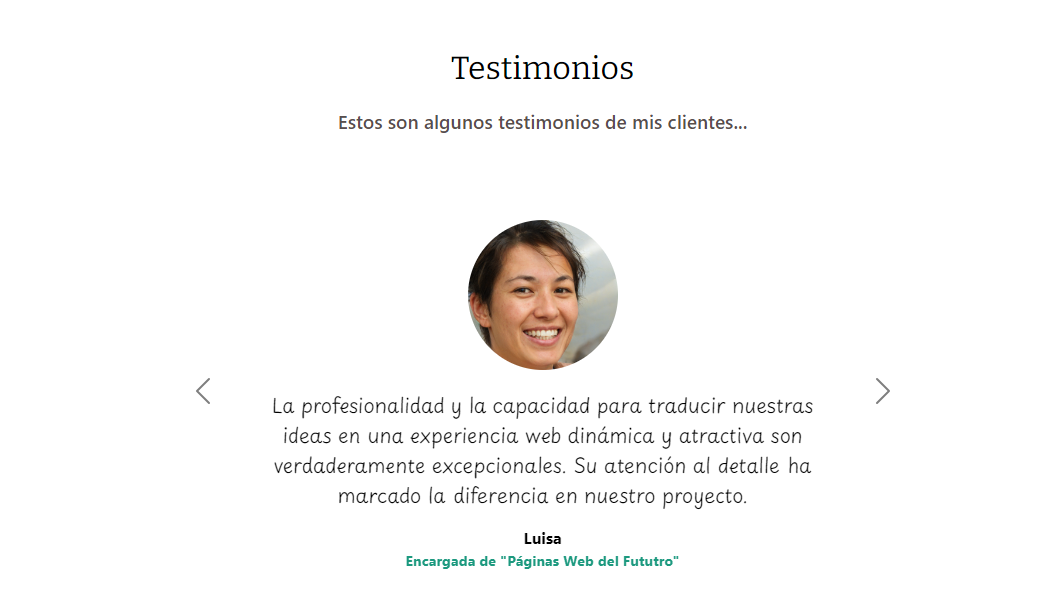 Testimonios
Estos son algunos testimonios de mis clientes...
La profesionalidad y la capacidad para traducir nuestras
ideas en una experiencia web dinámica y atractiva son
verdaderamente excepcionales. Su atención al detalle ha
marcado la diferencia en nuestro proyecto.
Luisa
Encargada de "Páginas Web del Fututro"